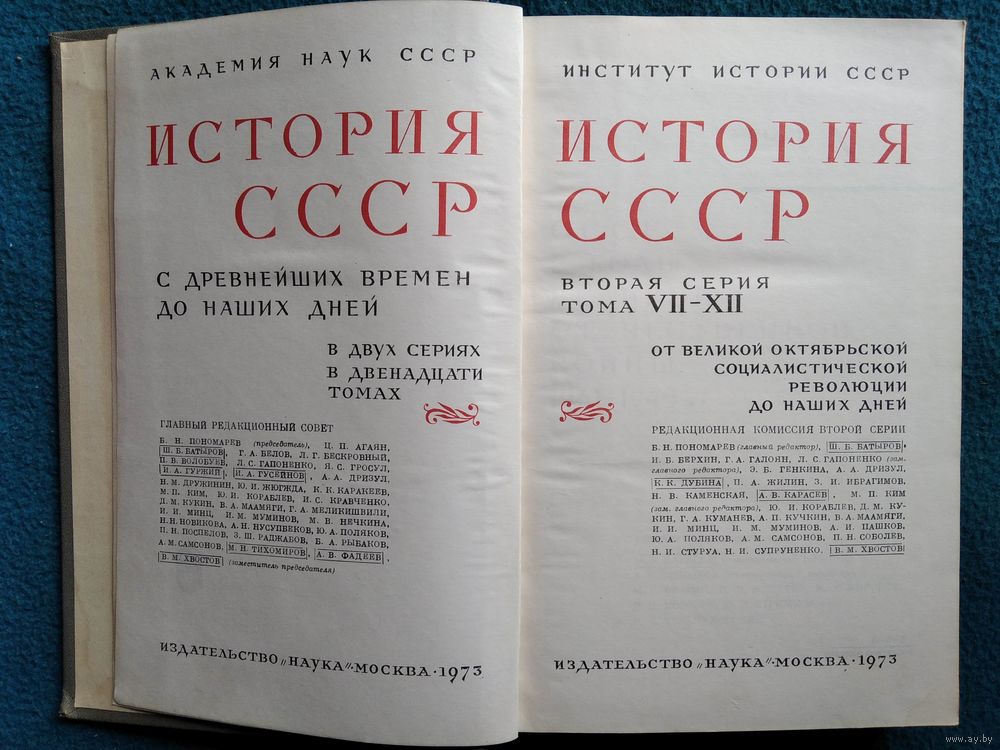 АКАДЕМИЯ НАУК СССР
ИСТОРИЯ
СССР
С ДРЕВНЕЙШИХ ВРЕМЕН
ДО НАШИХ ДНЕЙ
В ДВУХ СЕРИЯХ
В ДВЕНАДЦАТИ
ТОМАХ
ГЛАВНЫЙ РЕДАКЦИОННЫЙ СОВЕТ
Б. Н. ПОНОМАРЕВ (председатель), Ц. П. АГАЯН,
Ш. Б. БАТЫРОВ, Г. А. БЕЛОВ, Л. Г. БЕСКРОВНЫЙ,
П. В. ВОЛОБУЕВ, Л. С. ГАПОНЕНКО, Я. С. ГРОСУЛ,
И. А. ГУРЖИЙ, И. А. ГУСЕЙНОВ, А. А. ДРИЗУЛ,
Н. М. ДРУЖИНИН, Ю. И. ЖЮГЖДА, К. К. КАРАКЕЕВ,
М. П. КИМ, Ю. И. КОРАБЛЕВ, И. С. КРАВЧЕНКО,
Д. М. КУКИН, В. А. МААМЯГИ, Г. А. МЕЛИКИШВИЛИ,
И. И. МИНЦ, И. М. МУМИНОВ, М. В. НЕЧКИНА,
Н. Н. НОВИКОВА, А. Н. НУСУПБЕКОВ, Ю. А. ПОЛЯКОВ,
П. Н. ПОСПЕЛОВ, З. Ш. РАДЖАБОВ, Б. А. РЫБАКОВ,
А. М. САМСОНОВ, М. Н. ТИХОМИРОВ, А. В. ФАДЕЕВ,
В. М. ХВОСТОВ (заместитель председателя)
ИЗДАТЕЛЬСТВО „НАУКА"·МОСКВА·1973
ИНСТИТУТ ИСТОРИИ СССР
ИСТОРИЯ
СССР
ВТОРАЯ СЕРИЯ
ТОМА VII–XII
ОТ ВЕЛИКОЙ ОКТЯБРЬСКОЙ
СОЦИАЛИСТИЧЕСКОЙ
РЕВОЛЮЦИИ
ДО НАШИХ ДНЕЙ
РЕДАКЦИОННАЯ КОМИССИЯ ВТОРОЙ СЕРИИ
Б. Н. ПОНОМАРЕВ (главный редактор), Ш. Б. БАТЫРОВ,
И. Б. БЕРХИН, Г. А. ГАЛОЯН, Л. С. ГАПОНЕНКО (зам.
главного редактора), Э. Б. ГЕНКИНА, А. А. ДРИЗУЛ,
К. К. ДУБИНА, П. А. ЖИЛИН, З. И. ИБРАГИМОВ,
Н. В. КАМЕНСКАЯ, А. В. КАРАСЕВ, М. П. КИМ
(зам. главного редактора), Ю. И. КОРАБЛЕВ, Д. М. КУ-
КИН, Г. А. КУМАНЕВ, А. П. КУЧКИН, В. А. МААМЯГИ,
И. И. МИНЦ, И. М. МУМИНОВ, А. И. ПАШКОВ,
Ю. А. ПОЛЯКОВ, А. М. САМСОНОВ, П. Н. СОБОЛЕВ,
Н. И. СТУРУА, Н. И. СУПРУНЕНКО, В. М. ХВОСТОВ
ИЗДАТЕЛЬСТВО „НАУКА"·МОСКВА·1973
www.ay.by